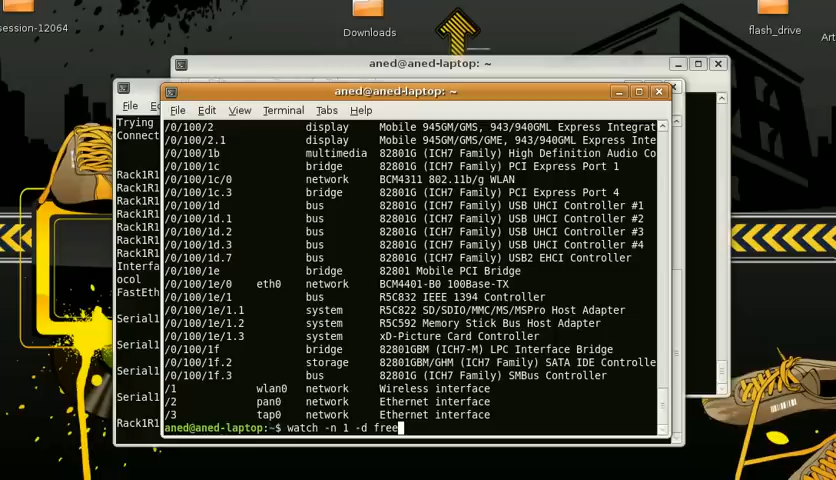 session-12064
Downloads
flash_drive
Art
aned@aned-laptop: ~
aned@aned-laptop: ~
File Edit View Terminal Tabs Help
File Ed
Trying
Connect
Rack1R1
Rack1R1
Rack1R1
Rack1R1
Rack1R1
Rack1R1
Rack1R1
Rack1R1
Interfa
ocol
FastEth
Serial1
Serial1
Serial1
Serial1
Rack1R1
/0/100/2 display Mobile 945GM/GMS, 943/940GML Express Integrat
/0/100/2.1 display Mobile 945GM/GMS/GME, 943/940GML Express Inte
/0/100/1b multimedia 82801G (ICH7 Family) High Definition Audio Co
/0/100/1c bridge 82801G (ICH7 Family) PCI Express Port 1
/0/100/1c/0 network BCM4311 802.11b/g WLAN
/0/100/1c.3 bridge 82801G (ICH7 Family) PCI Express Port 4
/0/100/1d bus 82801G (ICH7 Family) USB UHCI Controller #1
/0/100/1d.1 bus 82801G (ICH7 Family) USB UHCI Controller #2
/0/100/1d.2 bus 82801G (ICH7 Family) USB UHCI Controller #3
/0/100/1d.3 bus 82801G (ICH7 Family) USB UHCI Controller #4
/0/100/1d.7 bus 82801G (ICH7 Family) USB2 EHCI Controller
/0/100/1e bridge 82801 Mobile PCI Bridge
/0/100/1e/0 eth0 network BCM4401-B0 100Base-TX
/0/100/1e/1 bus R5C832 IEEE 1394 Controller
/0/100/1e/1.1 system R5C822 SD/SDIO/MMC/MS/MSPro Host Adapter
/0/100/1e/1.2 system R5C592 Memory Stick Bus Host Adapter
/0/100/1e/1.3 system xD-Picture Card Controller
/0/100/1f bridge 82801GBM (ICH7-M) LPC Interface Bridge
/0/100/1f.2 storage 82801GBM/GHM (ICH7 Family) SATA IDE Controlle
/0/100/1f.3 bus 82801G (ICH7 Family) SMBus Controller
/1 wlan0 network Wireless interface
/2 pan0 network Ethernet interface
/3 tap0 network Ethernet interface
aned@aned-laptop:~$ watch -n 1 -d free